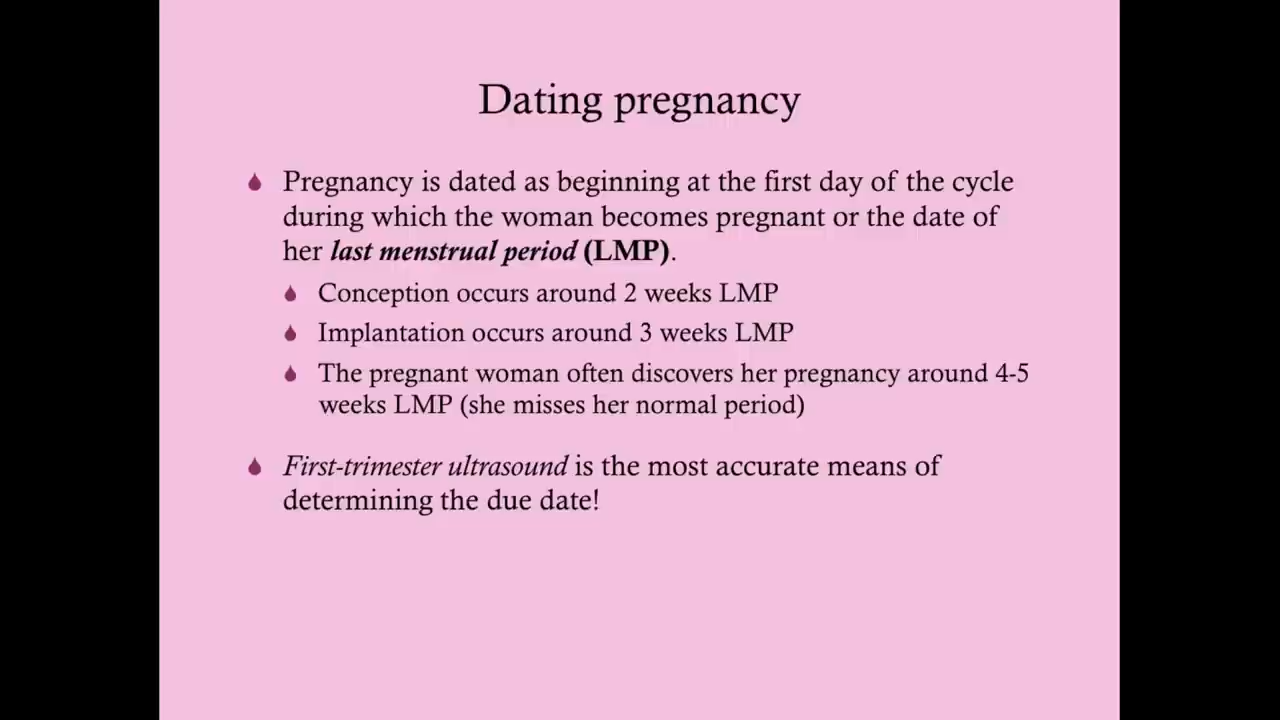 Dating pregnancy
Pregnancy is dated as beginning at the first day of the cycle
during which the woman becomes pregnant or the date of
her last menstrual period (LMP).
Conception occurs around 2 weeks LMP
Implantation occurs around 3 weeks LMP
The pregnant woman often discovers her pregnancy around 4-5
weeks LMP (she misses her normal period)
First-trimester ultrasound is the most accurate means of
determining the due date!